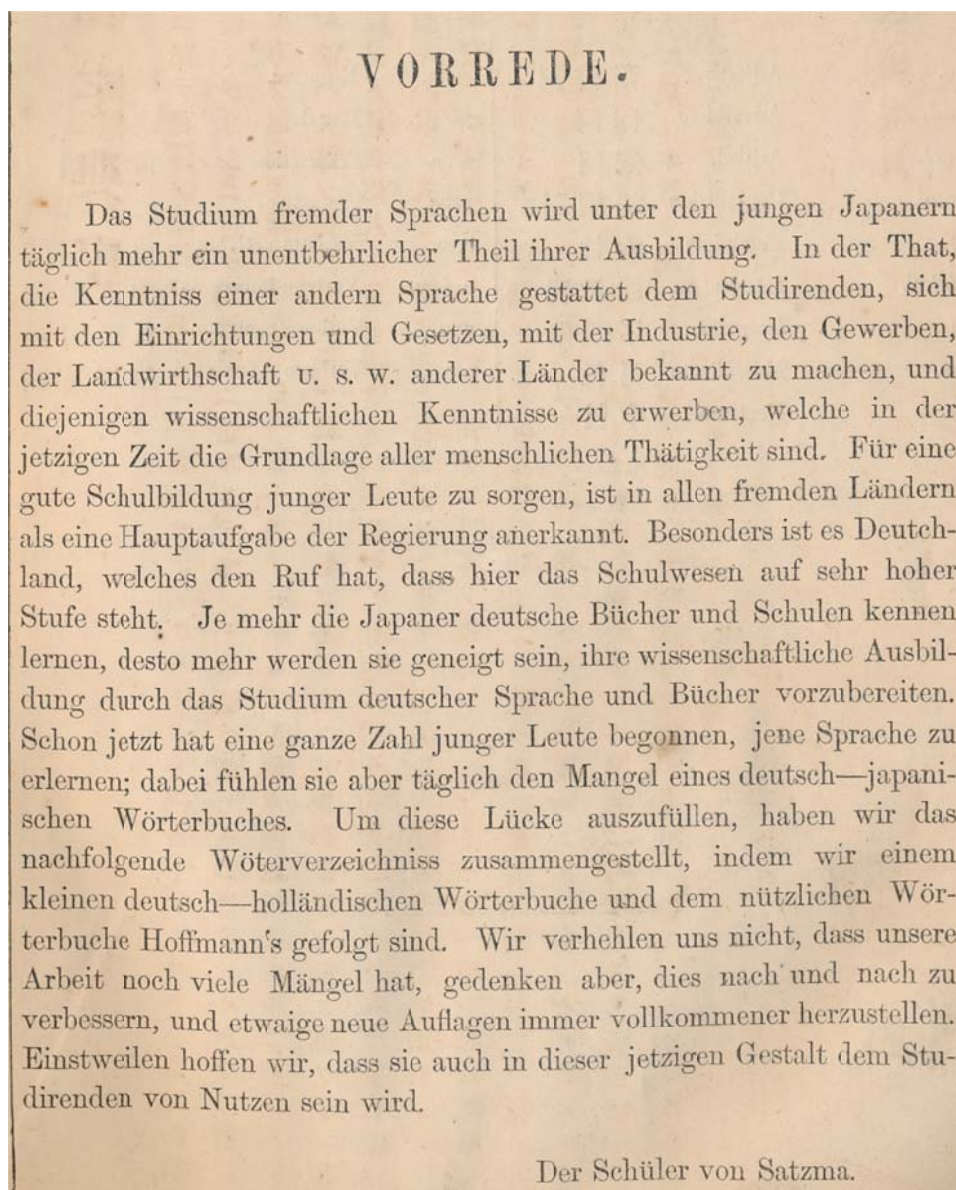 VORREDE.
Das Studium fremder Sprachen wird unter den jungen Japanern
täglich mehr ein unentbehrlicher Theil ihrer Ausbildung. In der That,
die Kenntniss einer andern Sprache gestattet dem Studirenden, sich
mit den Einrichtungen und Gesetzen, mit der Industrie, den Gewerben,
der Landwirthschaft u. s. w. anderer Länder bekannt zu machen, und
diejenigen wissenschaftlichen Kenntnisse zu erwerben, welche in der
jetzigen Zeit die Grundlage aller menschlichen Thätigkeit sind. Für eine
gute Schulbildung junger Leute zu sorgen, ist in allen fremden Ländern
als eine Hauptaufgabe der Regierung anerkannt. Besonders ist es Deutch-
land, welches den Ruf hat, dass hier das Schulwesen auf sehr hoher
Stufe steht. Je mehr die Japaner deutsche Bücher und Schulen kennen
lernen, desto mehr werden sie geneigt sein, ihre wissenschaftliche Ausbil-
dung durch das Studium deutscher Sprache und Bücher vorzubereiten.
Schon jetzt hat eine ganze Zahl junger Leute begonnen, jene Sprache zu
erlernen; dabei fühlen sie aber täglich den Mangel eines deutsch—japani-
schen Wörterbuches. Um diese Lücke auszufüllen, haben wir das
nachfolgende Wöterverzeichniss zusammengestellt, indem wir einem
kleinen deutsch—holländischen Wörterbuche und dem nützlichen Wör-
terbuche Hoffmann's gefolgt sind. Wir verhehlen uns nicht, dass unsere
Arbeit noch viele Mängel hat, gedenken aber, dies nach und nach zu
verbessern, und etwaige neue Auflagen immer vollkommener herzustellen.
Einstweilen hoffen wir, dass sie auch in dieser jetzigen Gestalt dem Stu-
direnden von Nutzen sein wird.
Der Schüler von Satzma.